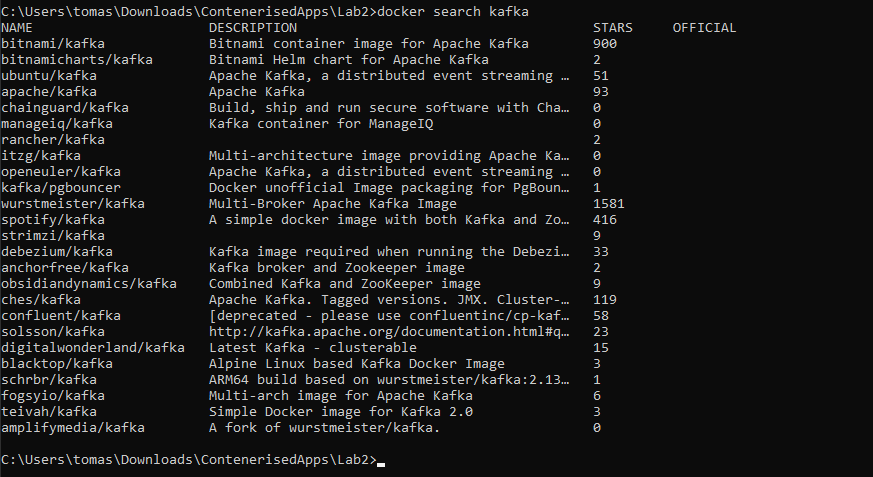 C:\Users\tomas\Downloads\ContenerisedApps\Lab2>docker search kafka
NAME DESCRIPTION STARS OFFICIAL
bitnami/kafka Bitnami container image for Apache Kafka 900
bitnamicharts/kafka Bitnami Helm chart for Apache Kafka 2
ubuntu/kafka Apache Kafka, a distributed event streaming … 51
apache/kafka Apache Kafka 93
chainguard/kafka Build, ship and run secure software with Cha… 0
manageiq/kafka Kafka container for ManageIQ 0
rancher/kafka 2
itzg/kafka Multi-architecture image providing Apache Ka… 0
openeuler/kafka Apache Kafka, a distributed event streaming … 0
kafka/pgbouncer Docker unofficial Image packaging for PgBoun… 1
wurstmeister/kafka Multi-Broker Apache Kafka Image 1581
spotify/kafka A simple docker image with both Kafka and Zo… 416
strimzi/kafka 9
debezium/kafka Kafka image required when running the Debezi… 33
anchorfree/kafka Kafka broker and Zookeeper image 2
obsidiandynamics/kafka Combined Kafka and ZooKeeper image 9
ches/kafka Apache Kafka. Tagged versions. JMX. Cluster-… 119
confluent/kafka [deprecated - please use confluentinc/cp-kaf… 58
solsson/kafka http://kafka.apache.org/documentation.html#q… 23
digitalwonderland/kafka Latest Kafka - clusterable 15
blacktop/kafka Alpine Linux based Kafka Docker Image 3
schrbr/kafka ARM64 build based on wurstmeister/kafka:2.13… 1
fogsyio/kafka Multi-arch image for Apache Kafka 6
teivah/kafka Simple Docker image for Kafka 2.0 3
amplifymedia/kafka A fork of wurstmeister/kafka. 0
C:\Users\tomas\Downloads\ContenerisedApps\Lab2>